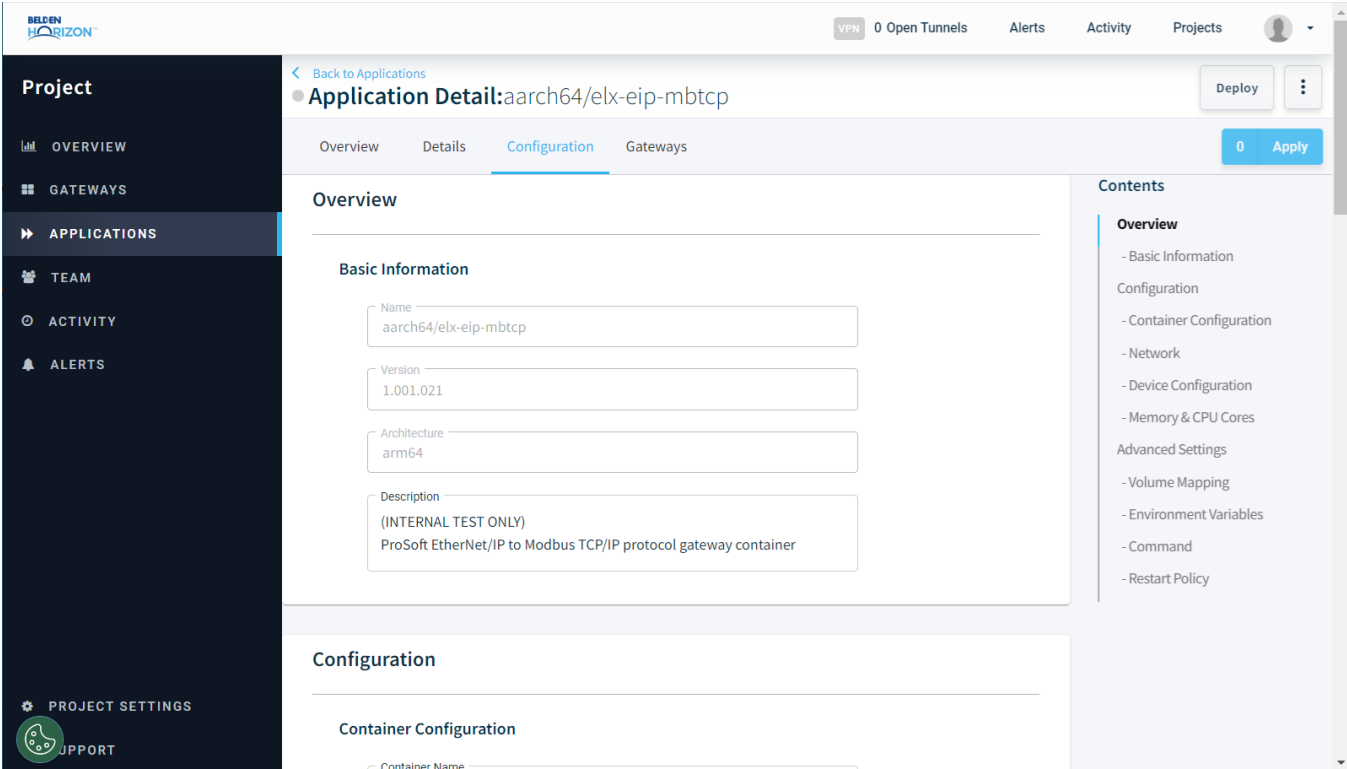 BELDEN
HORIZON
VPN 0 Open Tunnels Alerts Activity Projects
Project
OVERVIEW
GATEWAYS
APPLICATIONS
TEAM
ACTIVITY
ALERTS
PROJECT SETTINGS
UPPORT
Back to Applications
Application Detail:aarch64/elx-eip-mbtcp
Deploy
Overview Details Configuration Gateways
0 Apply
Overview
Basic Information
Name
aarch64/elx-eip-mbtcp
Version
1.001.021
Architecture
arm64
Description
(INTERNAL TEST ONLY)
ProSoft EtherNet/IP to Modbus TCP/IP protocol gateway container
Configuration
Container Configuration
Container Name
Contents
Overview
- Basic Information
Configuration
- Container Configuration
- Network
- Device Configuration
- Memory & CPU Cores
Advanced Settings
- Volume Mapping
- Environment Variables
- Command
- Restart Policy